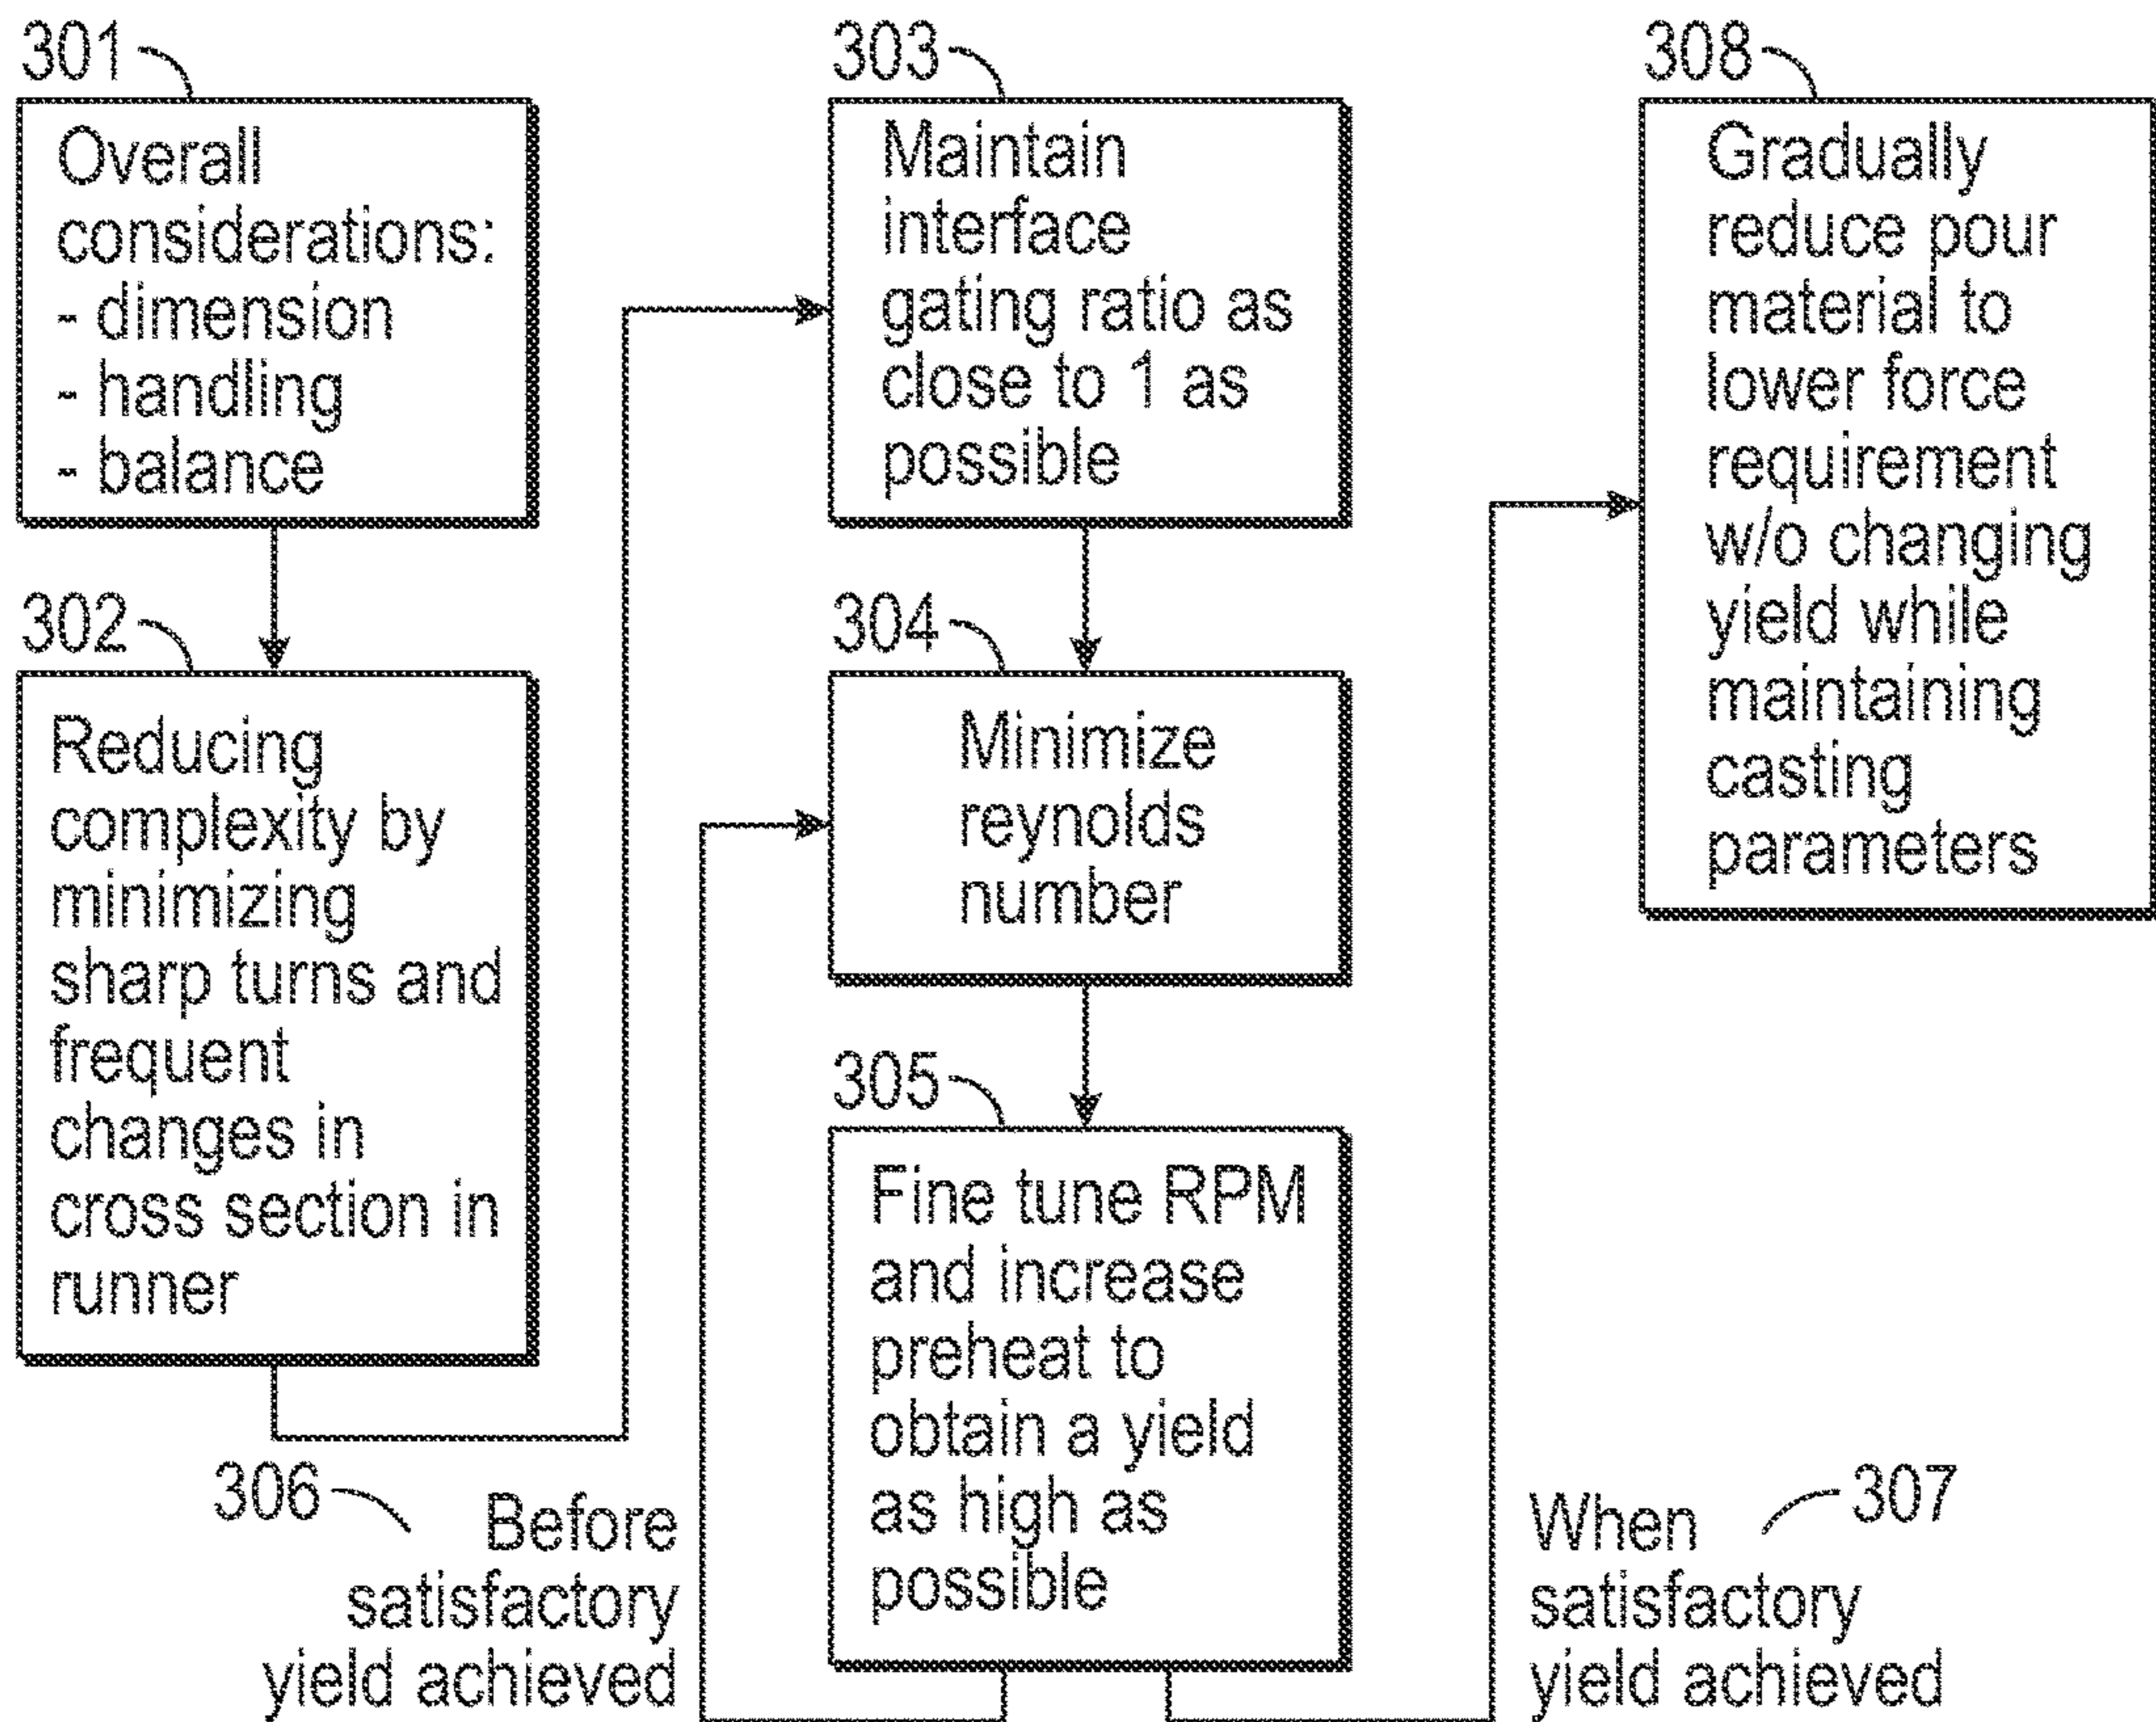 301
Overall
considerations:
- dimension
- handling
- balance
302
Reducing
complexity by
minimizing
sharp turns and
frequent
changes in
cross section in
runner
303
Maintain
interface
gating ratio as
close to 1 as
possible
304
Minimize
reynolds
number
305
Fine tune RPM
and increase
preheat to
obtain a yield
as high as
possible
306
Before
satisfactory
yield achieved
307
When
satisfactory
yield achieved
308
Gradually
reduce pour
material to
lower force
requirement
w/o changing
yield while
maintaining
casting
parameters